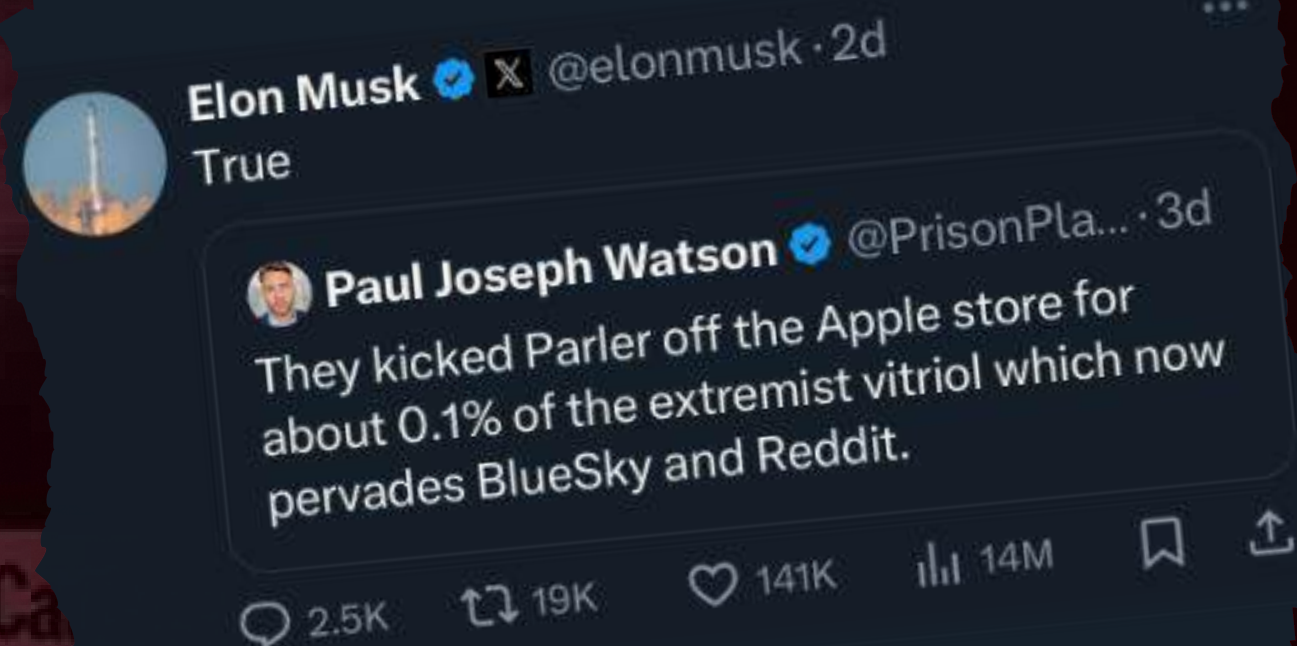 Elon Musk X @elonmusk · 2d
True
Paul Joseph Watson @PrisonPla... · 3d
They kicked Parler off the Apple store for
about 0.1% of the extremist vitriol which now
pervades BlueSky and Reddit.
2.5K 19K 141K 14M
Ca